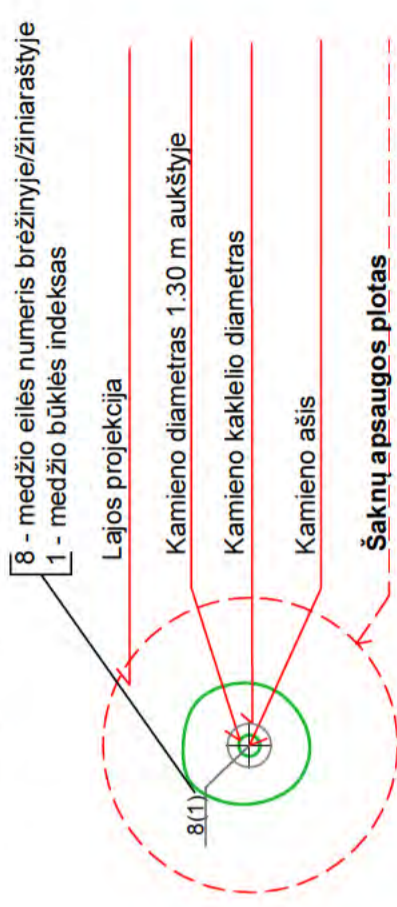 8 - medžio eilės numeris brėžinyje/žiniaraštyje
1 - medžio būklės indeksas
Lajos projekcija
Kamieno diametras 1.30 m aukštyje
Kamieno kaklelio diametras
Kamieno ašis
Šaknų apsaugos plotas
8(1)